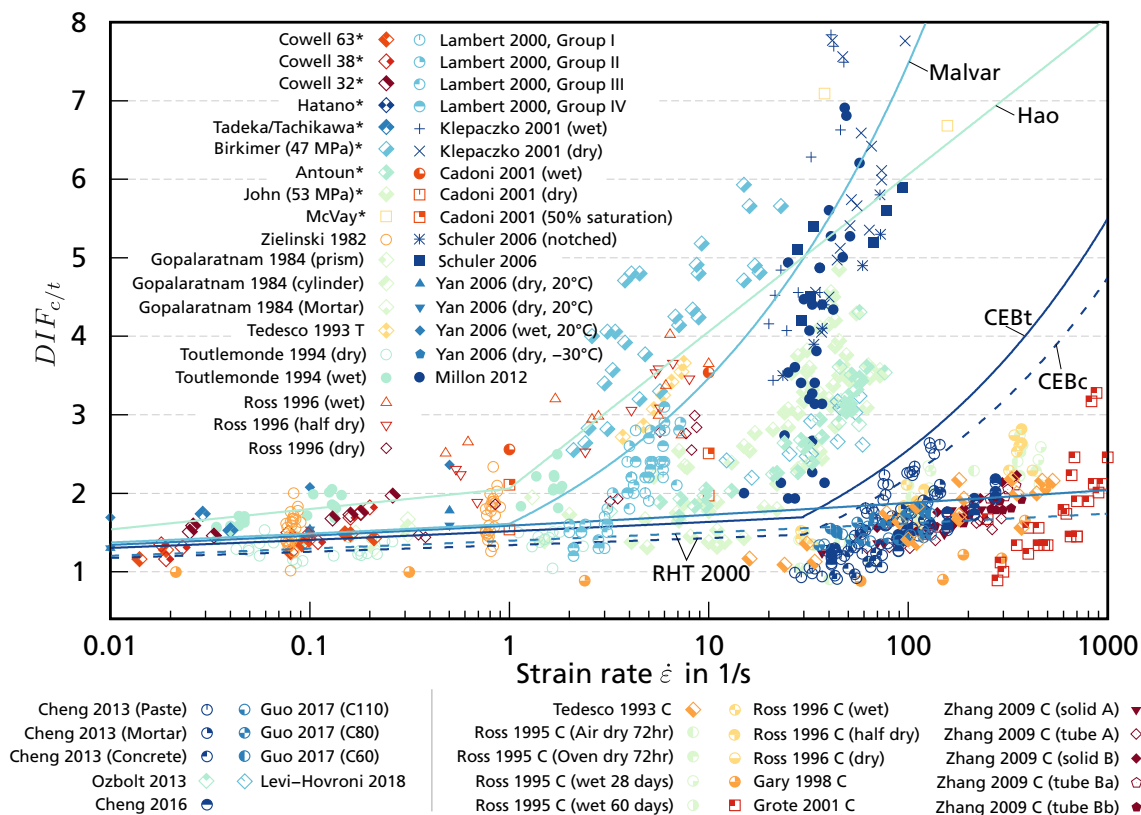 8
7
6
5
4
3
2
1
DIF c/t
Cowell 63*
Cowell 38*
Cowell 32*
Hatano*
Tadeka/Tachikawa*
Birkimer (47 MPa)*
Antoun*
John (53 MPa)*
McVay*
Zielinski 1982
Gopalaratnam 1984 (prism)
Gopalaratnam 1984 (cylinder)
Gopalaratnam 1984 (Mortar)
Tedesco 1993 T
Toutlemonde 1994 (dry)
Toutlemonde 1994 (wet)
Ross 1996 (wet)
Ross 1996 (half dry)
Ross 1996 (dry)
Lambert 2000, Group I
Lambert 2000, Group II
Lambert 2000, Group III
Lambert 2000, Group IV
Klepaczko 2001 (wet)
Klepaczko 2001 (dry)
Cadoni 2001 (wet)
Cadoni 2001 (dry)
Cadoni 2001 (50% saturation)
Schuler 2006 (notched)
Schuler 2006
Yan 2006 (dry, 20°C)
Yan 2006 (dry, 20°C)
Yan 2006 (wet, 20°C)
Yan 2006 (dry, −30°C)
Millon 2012
Malvar
Hao
CEBt
CEBc
RHT 2000
0.01 0.1 1 10 100 1000
Strain rate ε̇ in 1/s
Cheng 2013 (Paste)
Cheng 2013 (Mortar)
Cheng 2013 (Concrete)
Ozbolt 2013
Cheng 2016
Guo 2017 (C110)
Guo 2017 (C80)
Guo 2017 (C60)
Levi−Hovroni 2018
Tedesco 1993 C
Ross 1995 C (Air dry 72hr)
Ross 1995 C (Oven dry 72hr)
Ross 1995 C (wet 28 days)
Ross 1995 C (wet 60 days)
Ross 1996 C (wet)
Ross 1996 C (half dry)
Ross 1996 C (dry)
Gary 1998 C
Grote 2001 C
Zhang 2009 C (solid A)
Zhang 2009 C (tube A)
Zhang 2009 C (solid B)
Zhang 2009 C (tube Ba)
Zhang 2009 C (tube Bb)